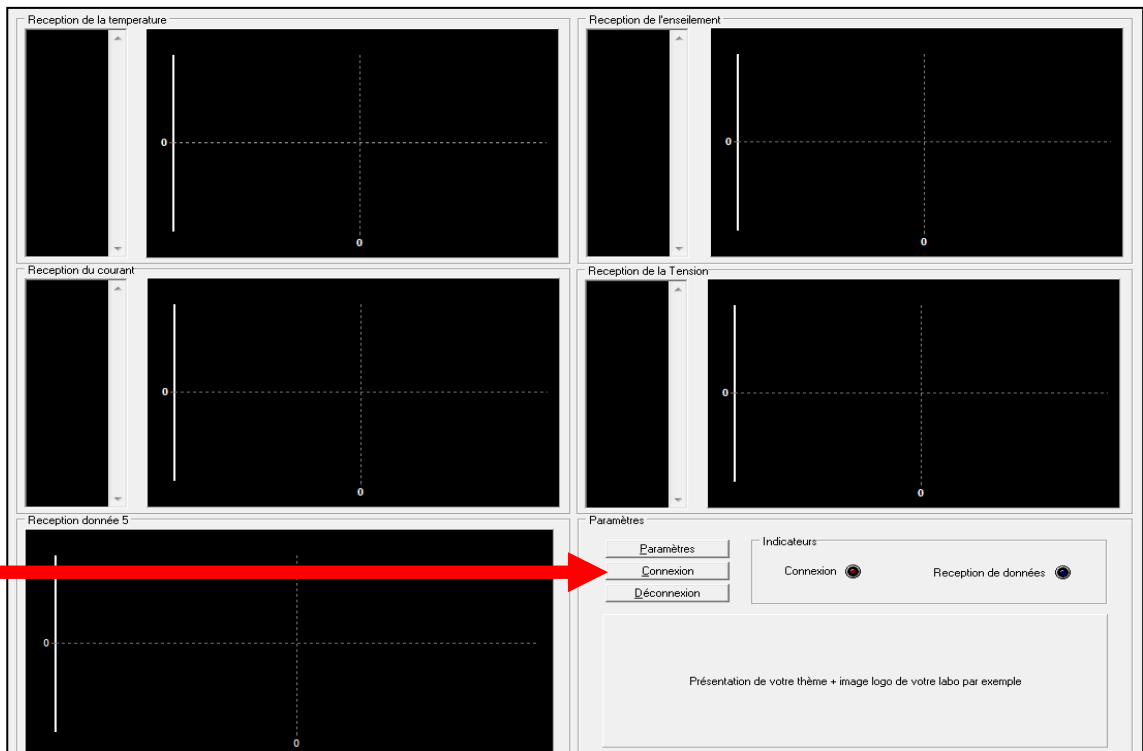 Reception de la temperature
0
0
Reception de l'enseilement
0
0
Reception du courant
0
0
Reception de la Tension
0
0
Reception donnée 5
0
0
Paramètres
Paramètres
Connexion
Déconnexion
Indicateurs
Connexion
Reception de données
Présentation de votre thème + image logo de votre labo par exemple